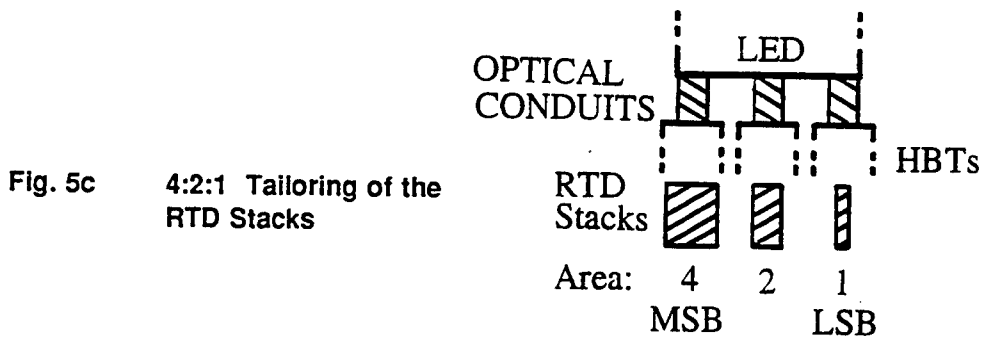 LED
OPTICAL
CONDUITS
HBTs
Fig. 5c 4:2:1 Tailoring of the
RTD Stacks
RTD
Stacks
Area: 4 2 1
MSB LSB